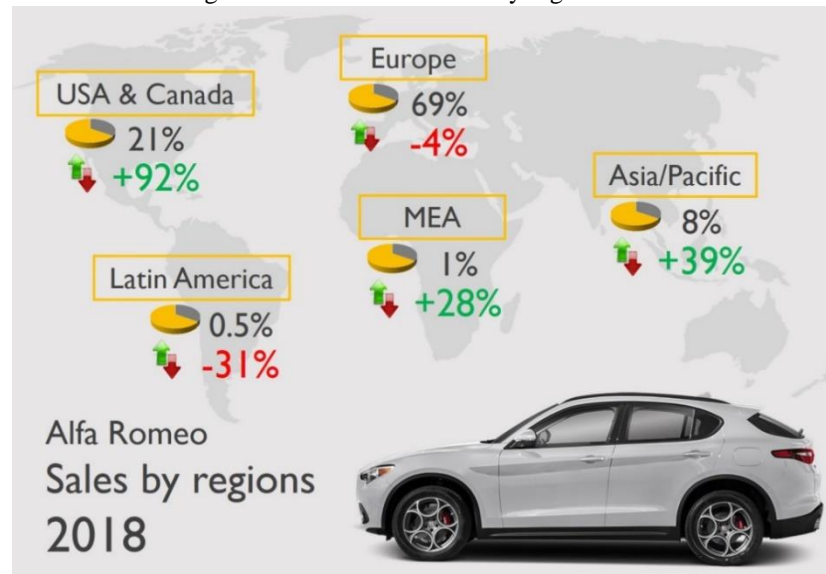 USA & Canada
21%
+92%
Europe
69%
-4%
Asia/Pacific
8%
+39%
MEA
1%
+28%
Latin America
0.5%
-31%
Alfa Romeo
Sales by regions
2018